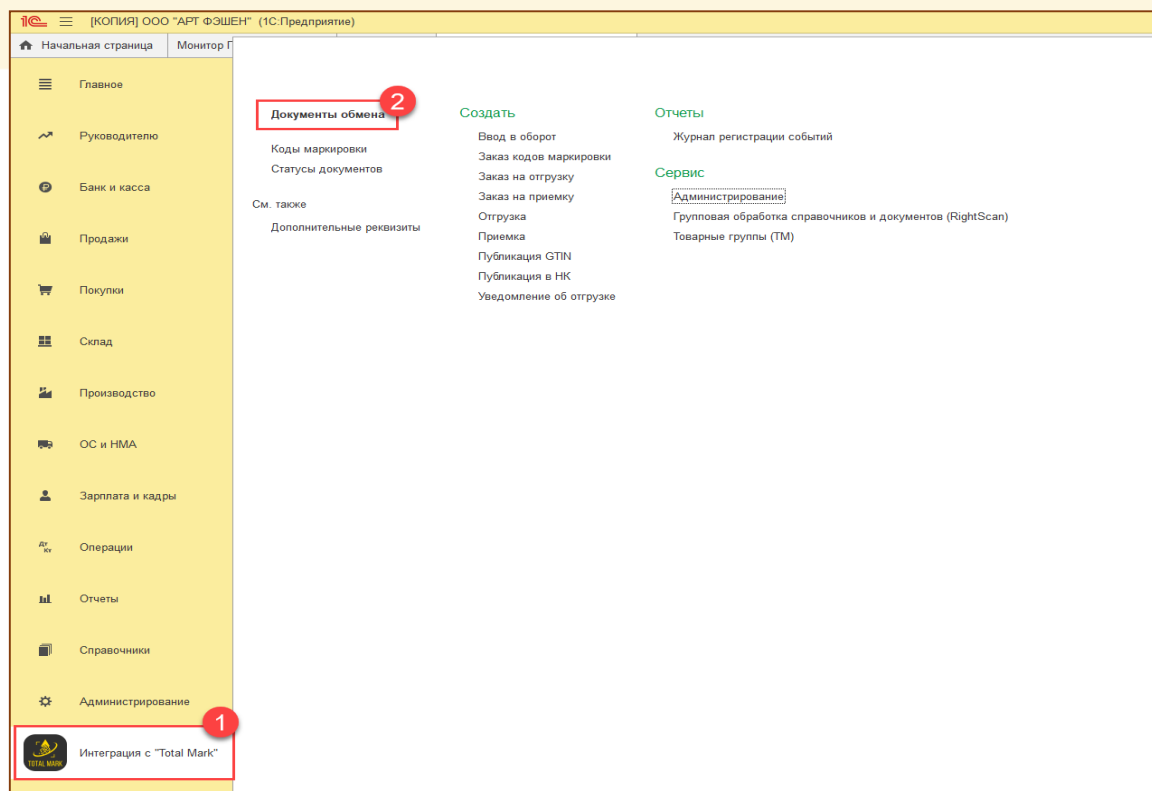 [КОПИЯ] ООО "АРТ ФЭШЕН" (1С:Предприятие)
Начальная страница
Монитор
Главное
Руководителю
Банк и касса
Продажи
Покупки
Склад
Производство
ОС и НМА
Зарплата и кадры
Дт Кт
Операции
Отчеты
Справочники
Администрирование
1
TOTAL MARK
Интеграция с "Total Mark"
Документы обмена
2
Коды маркировки
Статусы документов
См. также
Дополнительные реквизиты
Создать
Ввод в оборот
Заказ кодов маркировки
Заказ на отгрузку
Заказ на приемку
Отгрузка
Приемка
Публикация GTIN
Публикация в НК
Уведомление об отгрузке
Отчеты
Журнал регистрации событий
Сервис
Администрирование
Групповая обработка справочников и документов (RightScan)
Товарные группы (ТМ)